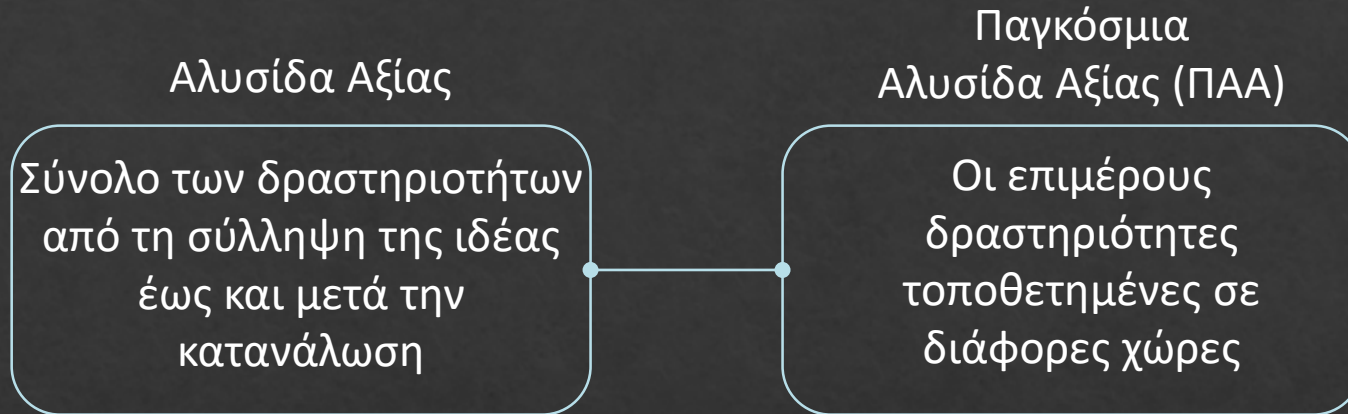 Αλυσίδα Αξίας
Σύνολο των δραστηριοτήτων
από τη σύλληψη της ιδέας
έως και μετά την
κατανάλωση
Παγκόσμια
Αλυσίδα Αξίας (ΠΑΑ)
Οι επιμέρους
δραστηριότητες
τοποθετημένες σε
διάφορες χώρες